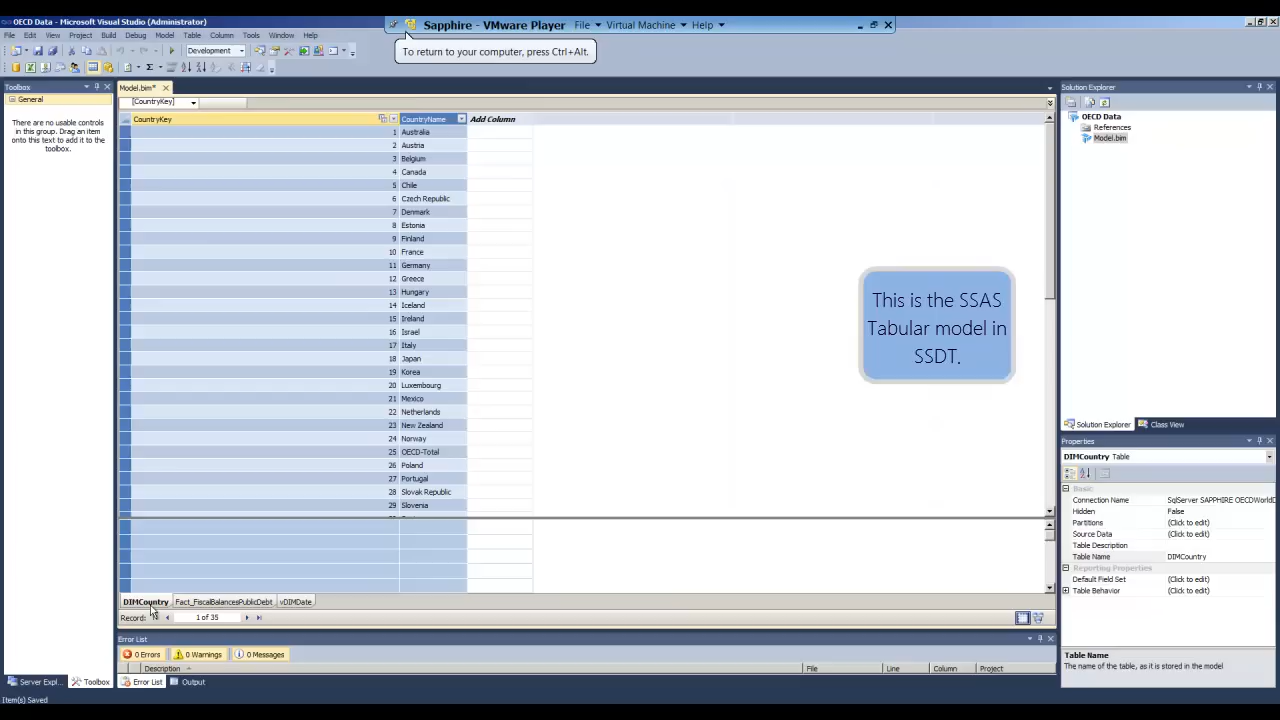 OECD Data - Microsoft Visual Studio (Administrator)
Sapphire - VMware Player File Virtual Machine Help
To return to your computer, press Ctrl+Alt.
File Edit View Project Build Debug Model Table Column Tools Window Help
Development
Toolbox
General
There are no usable controls
in this group. Drag an item
onto this text to add it to the
toolbox.
Model.bim*
[CountryKey]
CountryKey CountryName Add Column
1 Australia
2 Austria
3 Belgium
4 Canada
5 Chile
6 Czech Republic
7 Denmark
8 Estonia
9 Finland
10 France
11 Germany
12 Greece
13 Hungary
14 Iceland
15 Ireland
16 Israel
17 Italy
18 Japan
19 Korea
20 Luxembourg
21 Mexico
22 Netherlands
23 New Zealand
24 Norway
25 OECD-Total
26 Poland
27 Portugal
28 Slovak Republic
29 Slovenia
This is the SSAS
Tabular model in
SSDT.
DIMCountry Fact_FiscalBalancesPublicDebt vDIMDate
Record: 1 of 35
Error List
0 Errors 0 Warnings 0 Messages
Description File Line Column Project
Server Expl... Toolbox Error List Output
Item(s) Saved
Solution Explorer
OECD Data
References
Model.bim
Solution Explorer Class View
Properties
DIMCountry Table
Basic
Connection Name SqlServer SAPPHIRE OECDWorldD
Hidden False
Partitions (Click to edit)
Source Data (Click to edit)
Table Description
Table Name DIMCountry
Reporting Properties
Default Field Set (Click to edit)
Table Behavior (Click to edit)
Table Name
The name of the table, as it is stored in the model